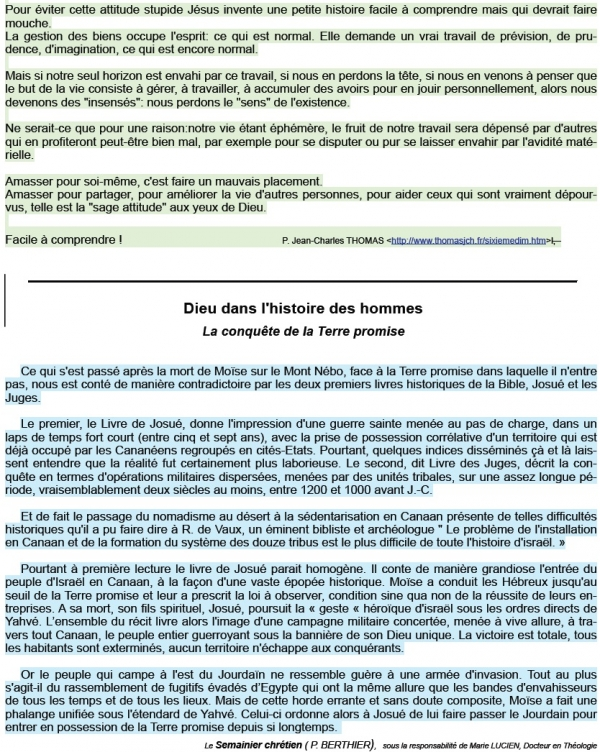 Pour éviter cette attitude stupide Jésus invente une petite histoire facile à comprendre mais qui devrait faire
mouche.
La gestion des biens occupe l'esprit: ce qui est normal. Elle demande un vrai travail de prévision, de pru-
dence, d'imagination, ce qui est encore normal.
Mais si notre seul horizon est envahi par ce travail, si nous en perdons la tête, si nous en venons à penser que
le but de la vie consiste à gérer, à travailler, à accumuler des avoirs pour en jouir personnellement, alors nous
devenons des "insensés": nous perdons le "sens" de l'existence.
Ne serait-ce que pour une raison:notre vie étant éphémère, le fruit de notre travail sera dépensé par d'autres
qui en profiteront peut-être bien mal, par exemple pour se disputer ou pur se laisser envahir par l'avidité maté-
rielle.
Amasser pour soi-même, c'est faire un mauvais placement.
Amasser pour partager, pour améliorer la vie d'autres personnes, pour aider ceux qui sont vraiment dépour-
vus, telle est la "sage attitude" aux yeux de Dieu.
Facile à comprendre ! P. Jean-Charles THOMAS <http://www.thomasjch.fr/sixiemedim.htm>I,
Dieu dans l'histoire des hommes
La conquête de la Terre promise
Ce qui s'est passé après la mort de Moïse sur le Mont Nébo, face à la Terre promise dans laquelle il n'entre
pas, nous est conté de manière contradictoire par les deux premiers livres historiques de la Bible, Josué et les
Juges.
Le premier, le Livre de Josué, donne l'impression d'une guerre sainte menée au pas de charge, dans un
laps de temps fort court (entre cinq et sept ans), avec la prise de possession corrélative d'un territoire qui est
déjà occupé par les Cananéens regroupés en cités-Etats. Pourtant, quelques indices disséminés çà et là lais-
sent entendre que la réalité fut certainement plus laborieuse. Le second, dit Livre des Juges, décrit la con-
quête en termes d'opérations militaires dispersées, menées par des unités tribales, sur une assez longue pé-
riode, vraisemblablement deux siècles au moins, entre 1200 et 1000 avant J.-C.
Et de fait le passage du nomadisme au désert à la sédentarisation en Canaan présente de telles difficultés
historiques qu'il a pu faire dire à R. de Vaux, un éminent bibliste et archéologue " Le problème de l'installation
en Canaan et de la formation du système des douze tribus est le plus difficile de toute l'histoire d'israël. »
Pourtant à première lecture le livre de Josué parait homogène. Il conte de manière grandiose l'entrée du
peuple d'Israël en Canaan, à la façon d'une vaste épopée historique. Moïse a conduit les Hébreux jusqu'au
seuil de la Terre promise et leur a prescrit la loi à observer, condition sine qua non de la réussite de leurs en-
treprises. A sa mort, son fils spirituel, Josué, poursuit la « geste « héroïque d'israël sous les ordres directs de
Yahvé. L'ensemble du récit livre alors l'image d'une campagne militaire concertée, menée à vive allure, à tra-
vers tout Canaan, le peuple entier guerroyant sous la bannière de son Dieu unique. La victoire est totale, tous
les habitants sont exterminés, aucun territoire n'échappe aux conquérants.
Or le peuple qui campe à l'est du Jourdaïn ne ressemble guère à une armée d'invasion. Tout au plus
s'agit-il du rassemblement de fugitifs évadés d'Egypte qui ont la même allure que les bandes d'envahisseurs
de tous les temps et de tous les lieux. Mais de cette horde errante et sans doute composite, Moïse a fait une
phalange unifiée sous l'étendard de Yahvé. Celui-ci ordonne alors à Josué de lui faire passer le Jourdain pour
entrer en possession de la Terre promise depuis si longtemps.
Le Semainier chrétien ( P. BERTHIER), sous la responsabilité de Marie LUCIEN, Docteur en Théologie